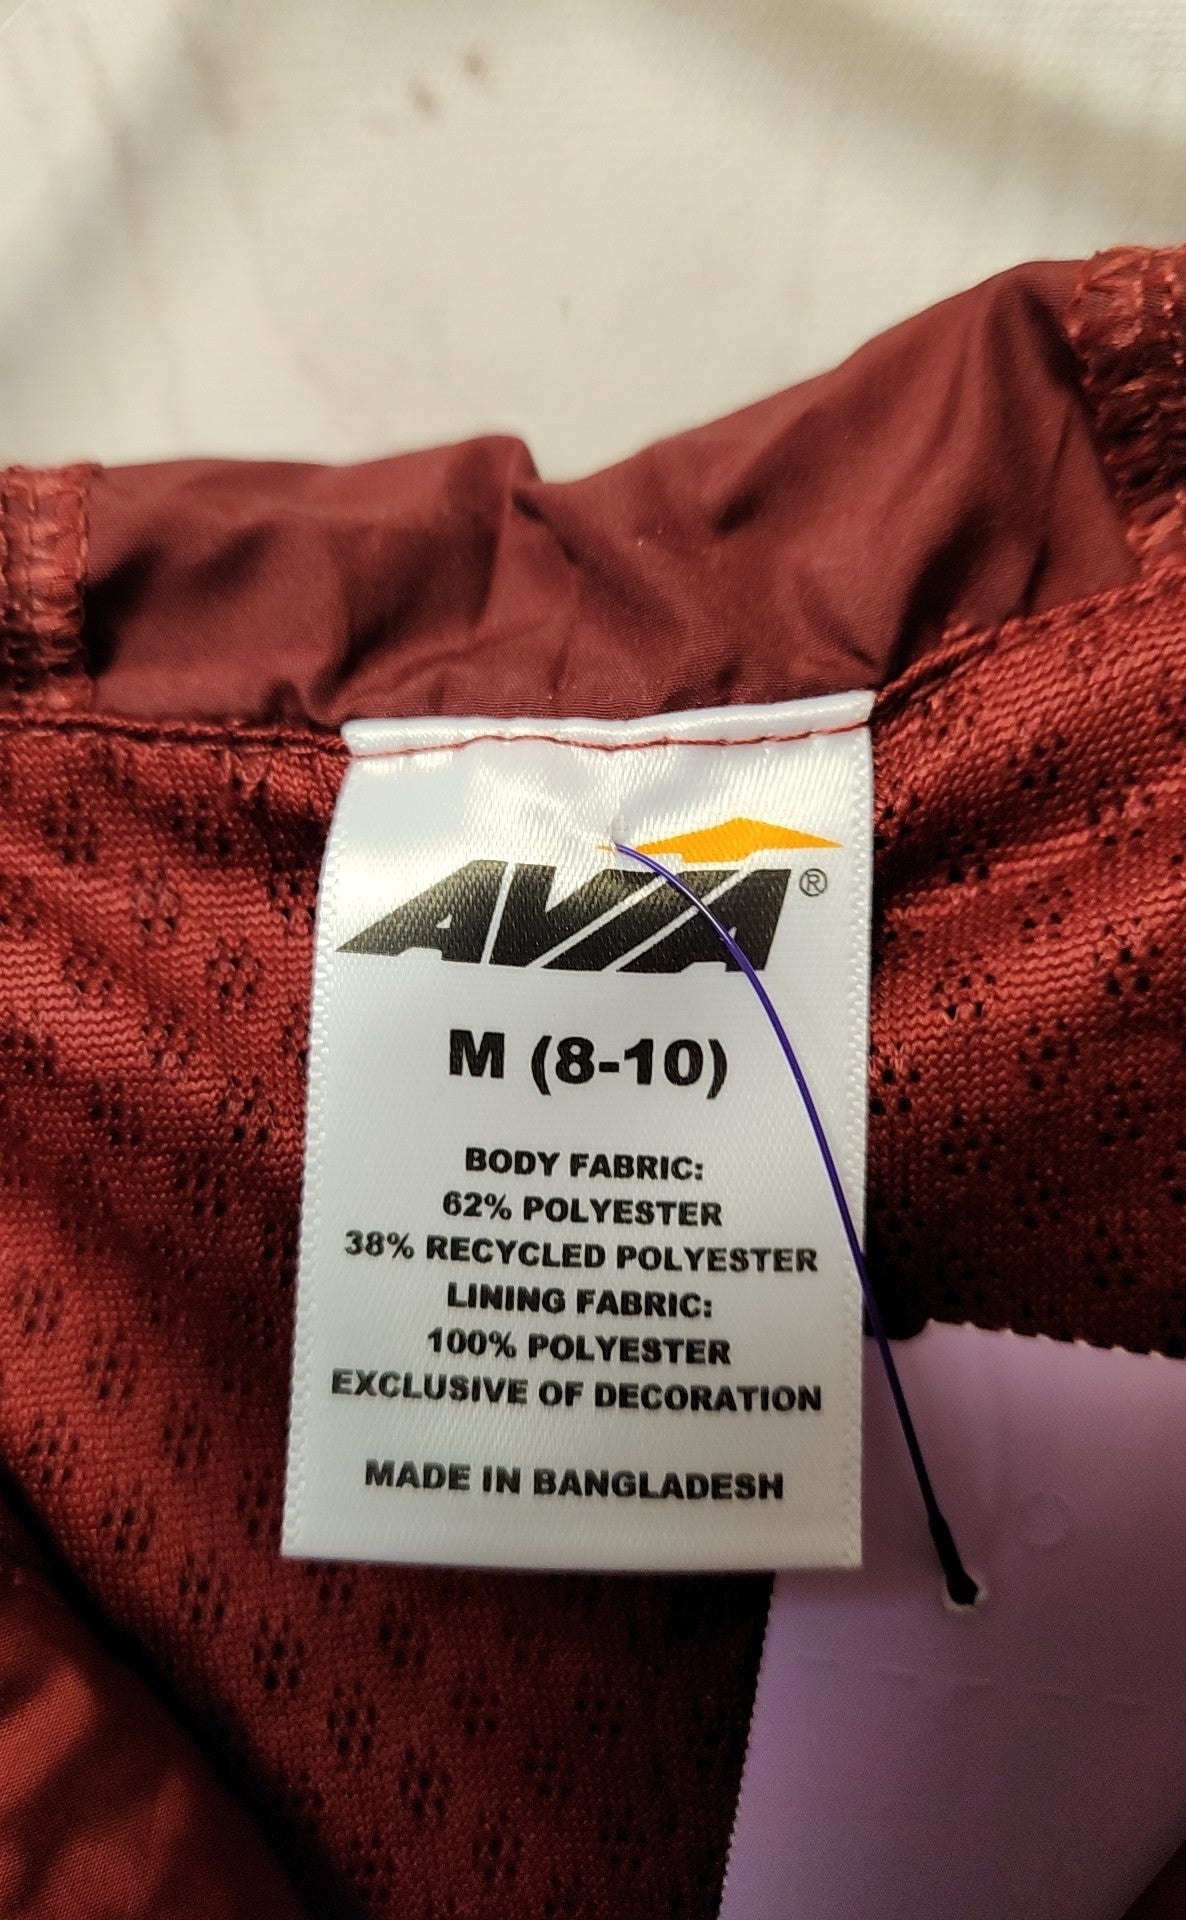 AVIA®
M (8-10)
BODY FABRIC:
62% POLYESTER
38% RECYCLED POLYESTER
LINING FABRIC:
100% POLYESTER
EXCLUSIVE OF DECORATION
MADE IN BANGLADESH